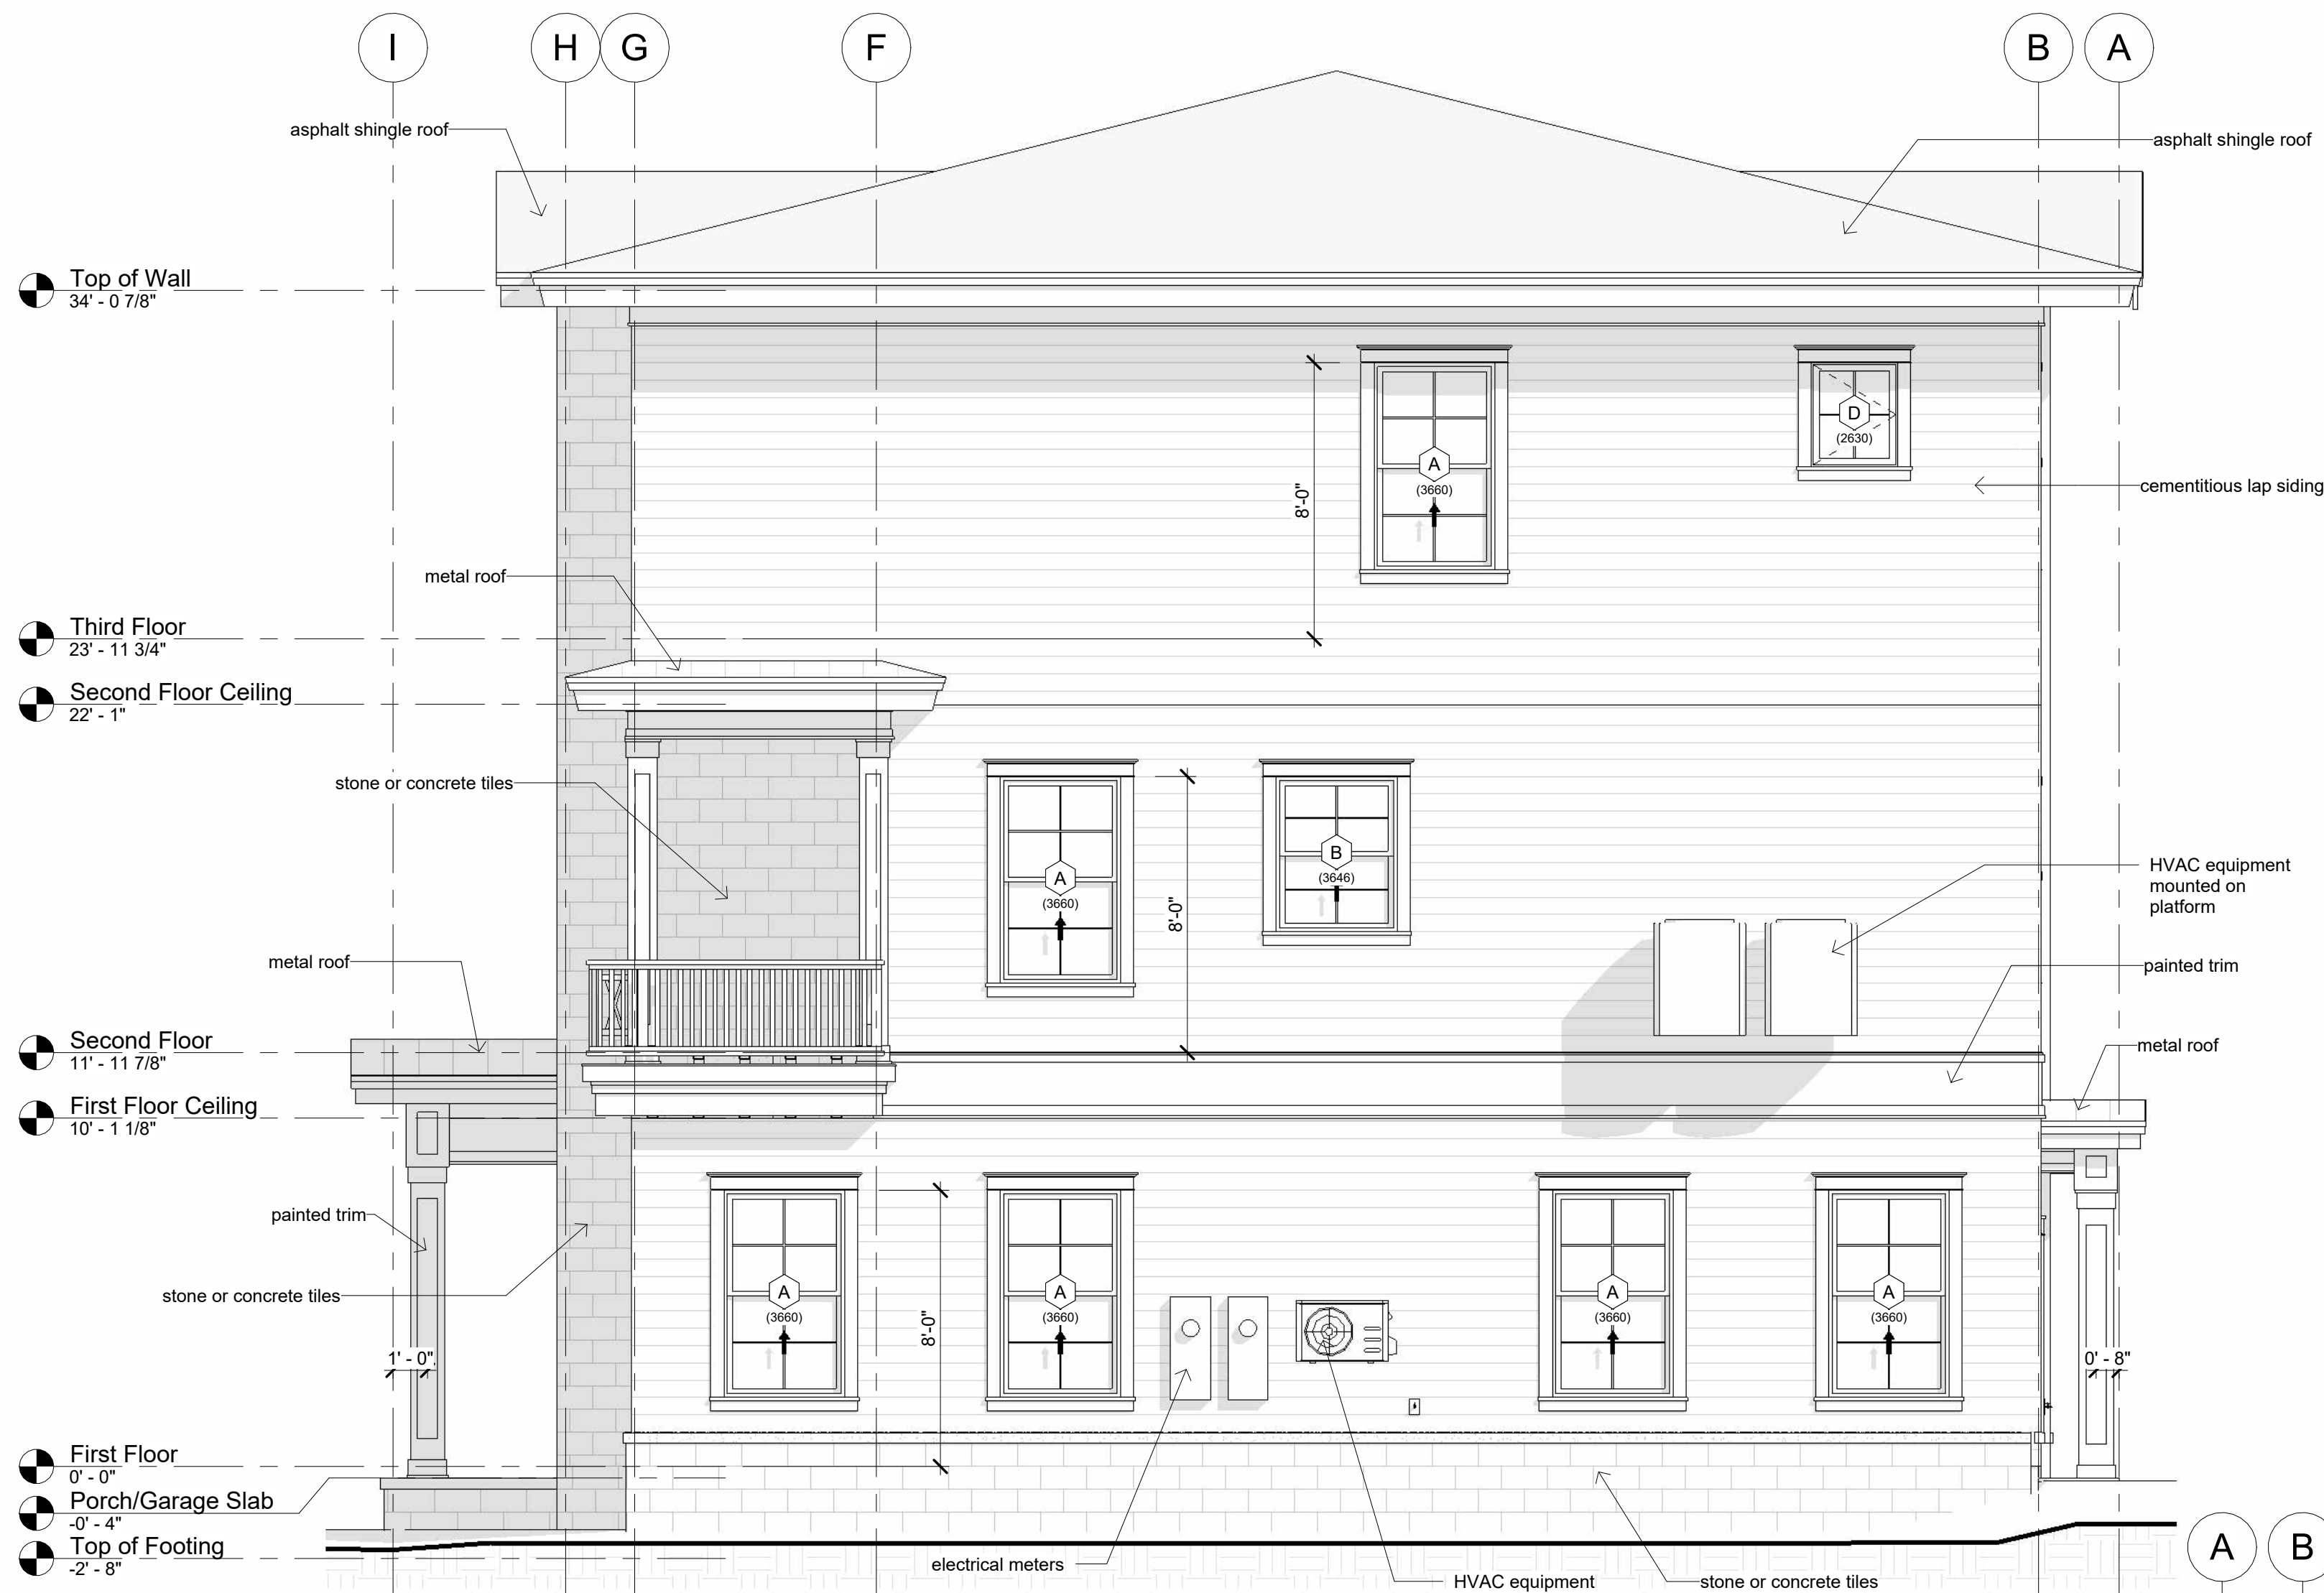 I
H
G
F
B
A
asphalt shingle roof
asphalt shingle roof
Top of Wall
34' - 0 7/8"
D
(2630)
A
(3660)
8'-0"
cementitious lap siding
metal roof
Third Floor
23' - 11 3/4"
Second Floor Ceiling
22' - 1"
stone or concrete tiles
B
(3646)
A
(3660)
8'-0"
HVAC equipment
mounted on
platform
metal roof
painted trim
Second Floor
11' - 11 7/8"
metal roof
First Floor Ceiling
10' - 1 1/8"
painted trim
stone or concrete tiles
A
(3660)
A
(3660)
A
(3660)
A
(3660)
8'-0"
1' - 0"
0' - 8"
First Floor
0' - 0"
Porch/Garage Slab
-0' - 4"
Top of Footing
-2' - 8"
electrical meters
HVAC equipment
stone or concrete tiles
A
B